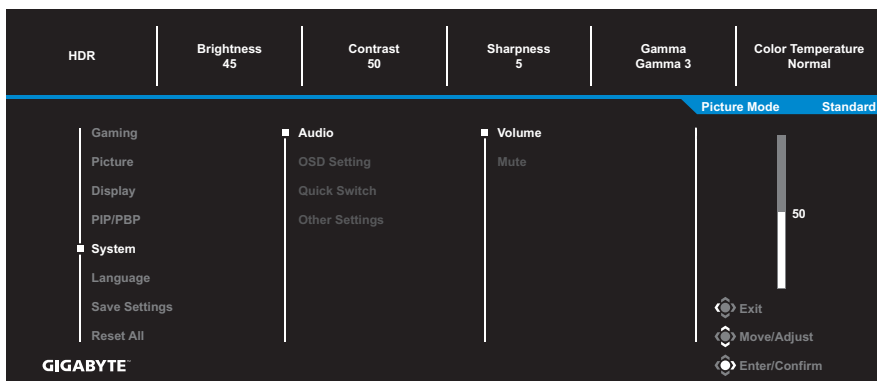 HDR
Brightness
45
Contrast
50
Sharpness
5
Gamma
Gamma 3
Color Temperature
Normal
Picture Mode Standard
Gaming
Picture
Display
PIP/PBP
System
Language
Save Settings
Reset All
Audio
OSD Setting
Quick Switch
Other Settings
Volume
Mute
50
Exit
Move/Adjust
Enter/Confirm
GIGABYTE™